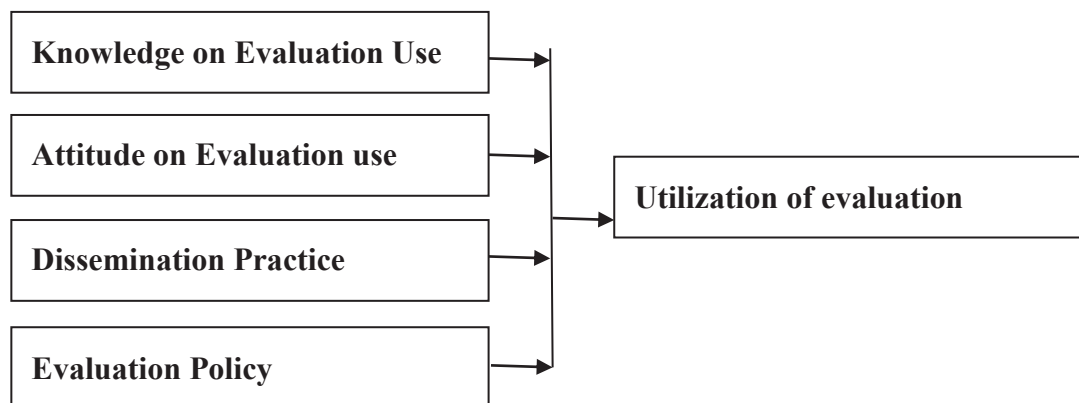 Knowledge on Evaluation Use
Attitude on Evaluation use
Utilization of evaluation
Dissemination Practice
Evaluation Policy